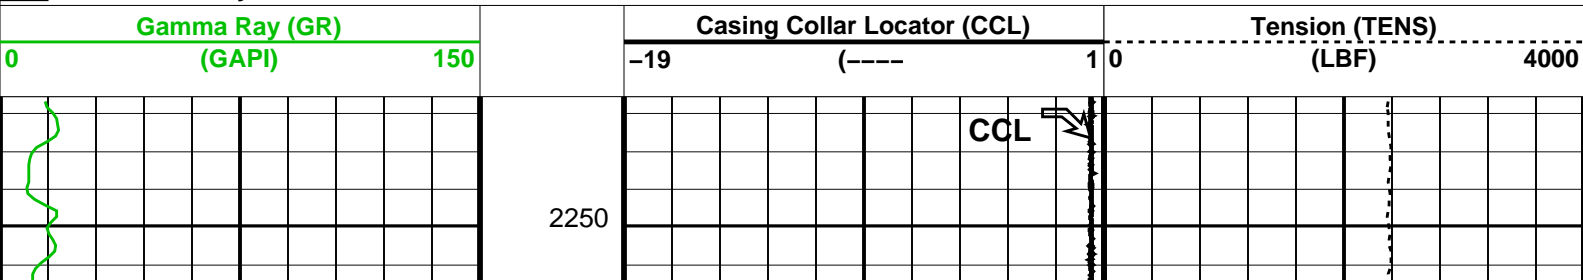 Gamma Ray (GR)
0 (GAPI) 150
Casing Collar Locator (CCL)
−19 (−−−− 1
Tension (TENS)
0 (LBF) 4000
CCL
2250